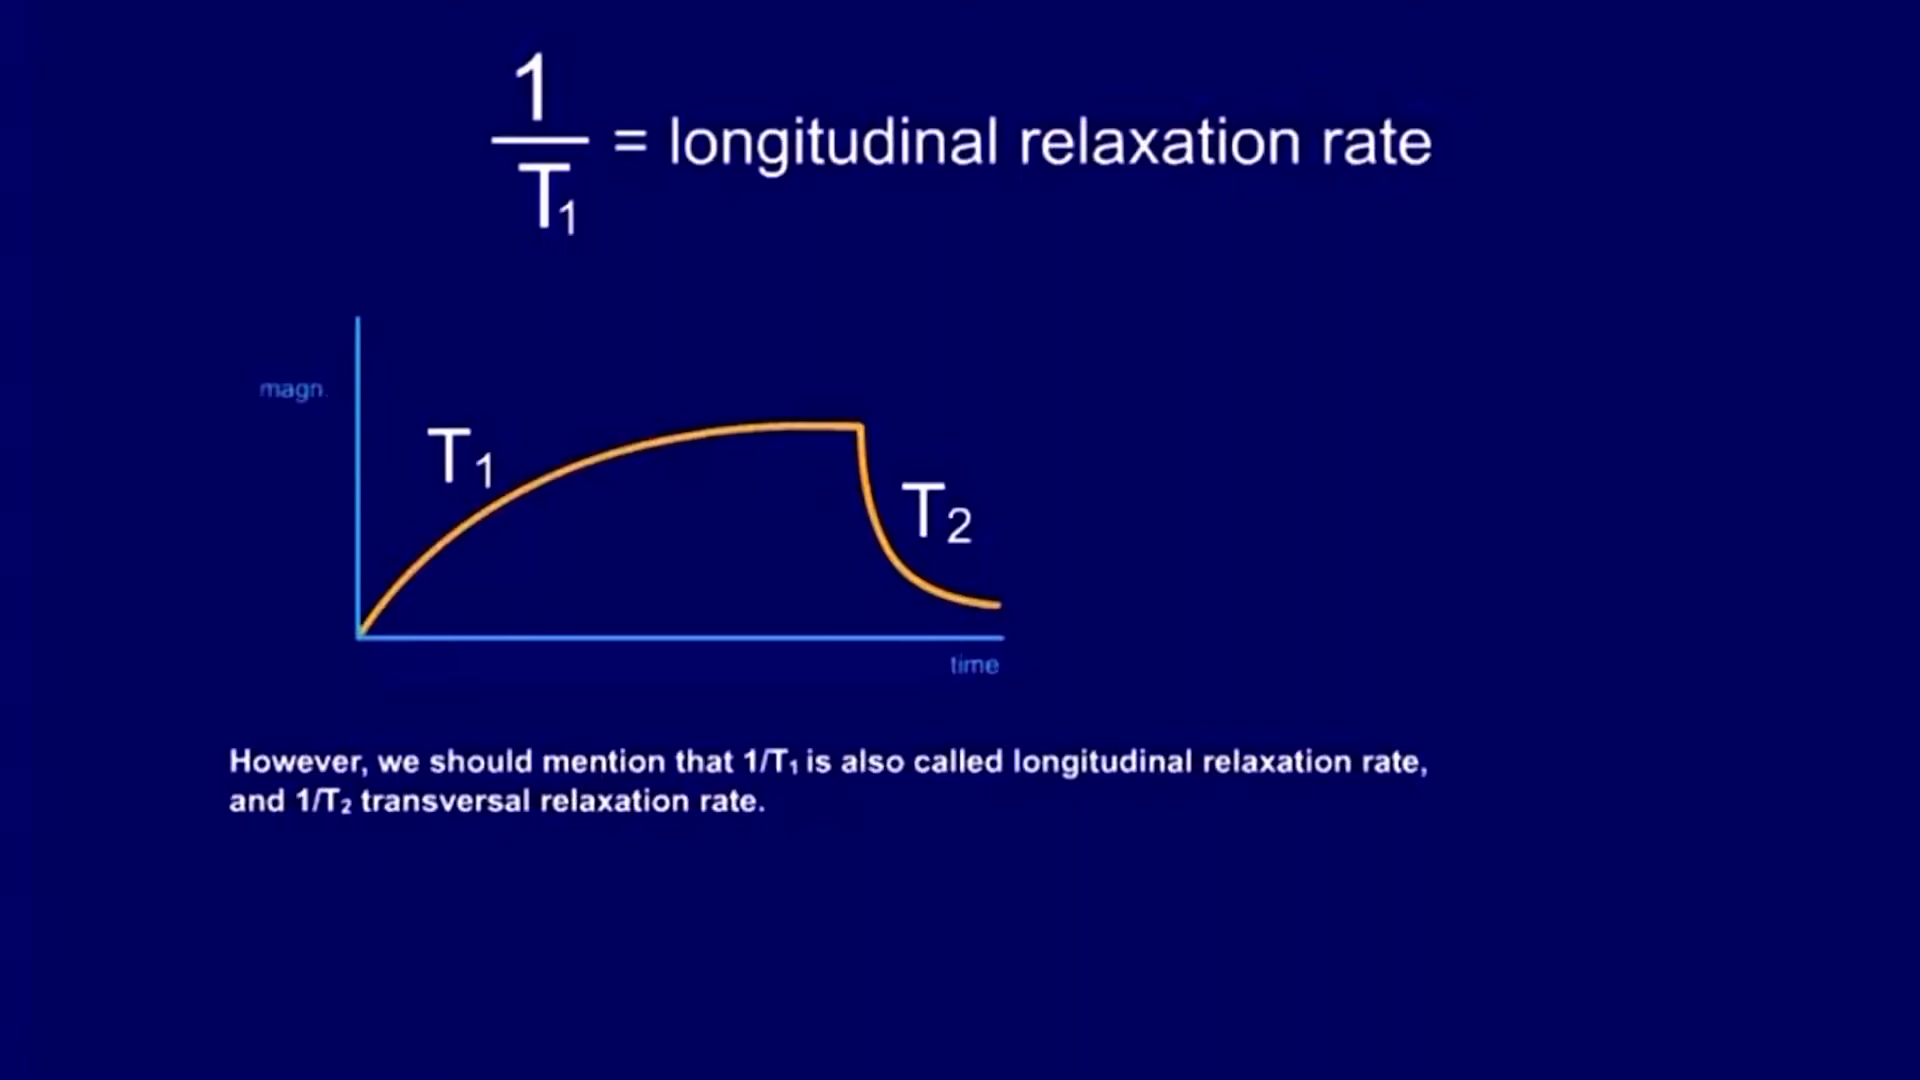 1
= longitudinal relaxation rate
T₁
magn.
T₁
T₂
time
However, we should mention that 1/T₁ is also called longitudinal relaxation rate,
and 1/T₂ transversal relaxation rate.